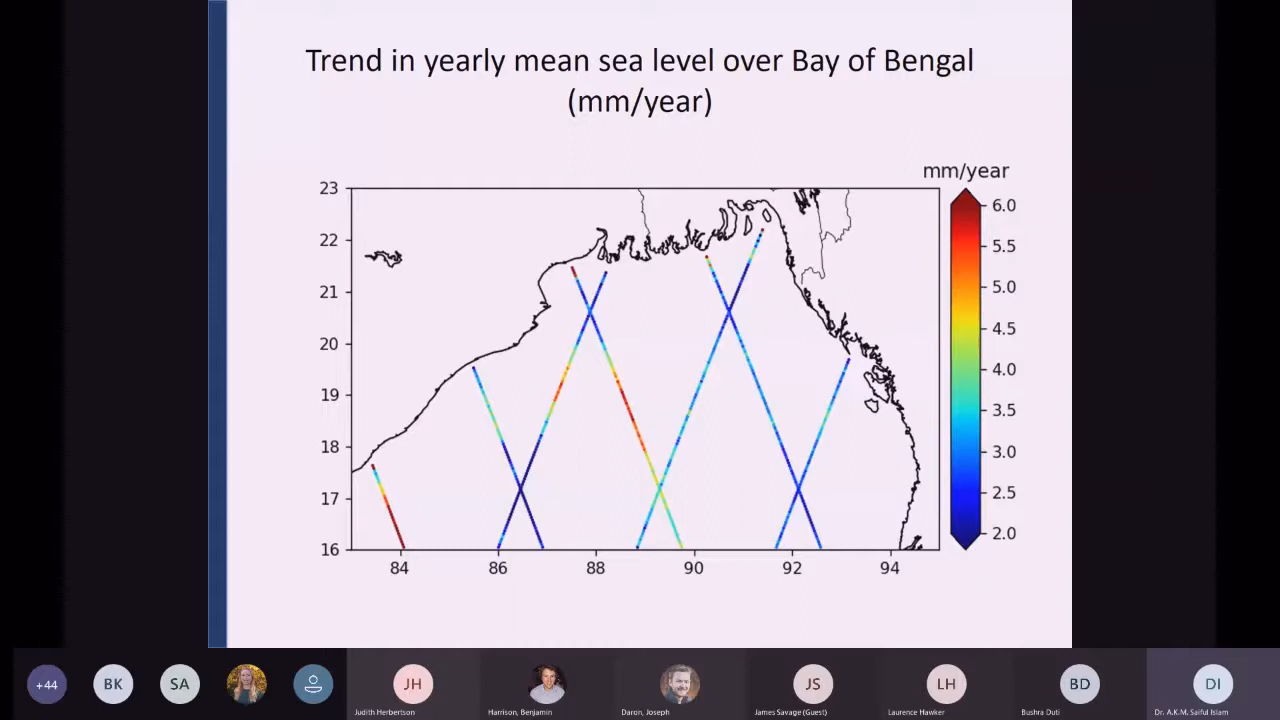 Trend in yearly mean sea level over Bay of Bengal
(mm/year)
mm/year
23
22
21
20
19
18
17
16
84 86 88 90 92 94
6.0
5.5
5.0
4.5
4.0
3.5
3.0
2.5
2.0
+44 BK SA JH JS LH BD DI
Judith Herbertson Harrison, Benjamin Daron, Joseph James Savage (Guest) Laurence Hawker Bushra Duti Dr. A.K.M. Saiful Islam